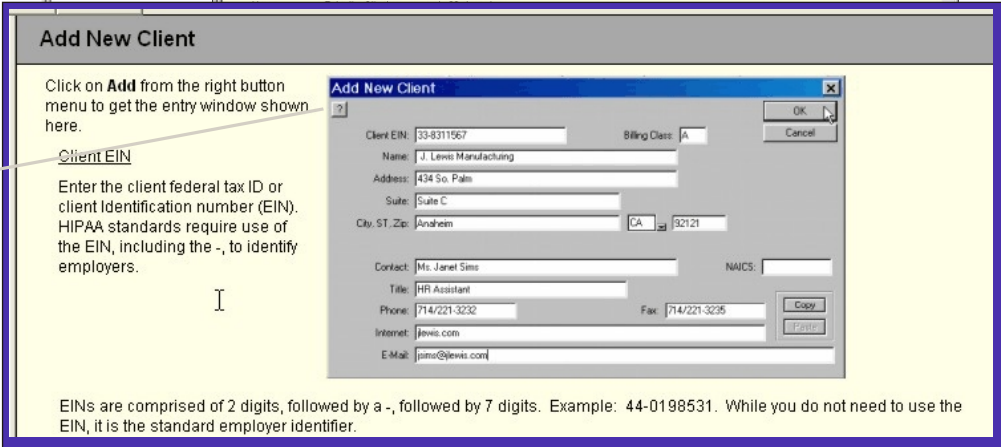 Add New Client
Click on Add from the right button
menu to get the entry window shown
here.
Client EIN
Enter the client federal tax ID or
client Identification number (EIN).
HIPAA standards require use of
the EIN, including the -, to identify
employers.
Add New Client
?
OK
Cancel
Client EIN: 33-8311567 Billing Class: A
Name: J. Lewis Manufactuing
Address: 434 So. Palm
Suite: Suite C
City, ST, Zip: Anaheim CA 92121
Contact: Ms. Janet Sims NAICS:
Title: HR Assistant
Phone: 714/221-3232 Fax: 714/221-3235
Copy
Paste
Internet: jlewis.com
E-Mail: jsims@jlewis.com
EINs are comprised of 2 digits, followed by a -, followed by 7 digits. Example: 44-0198531. While you do not need to use the
EIN, it is the standard employer identifier.